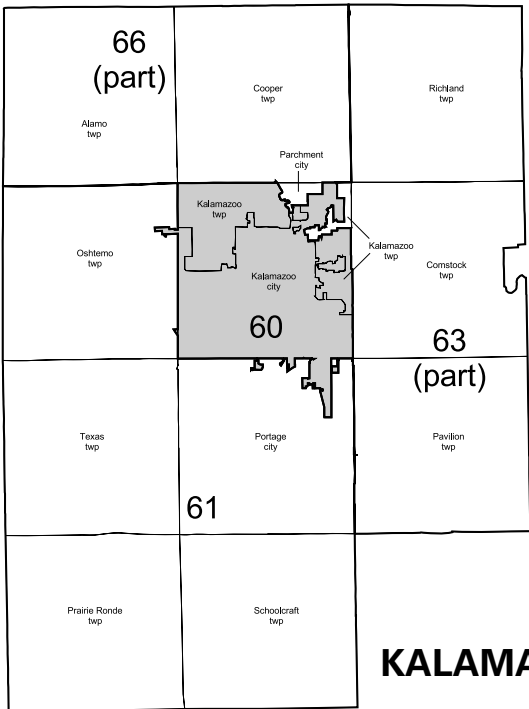 66
(part)
Cooper
twp
Richland
twp
Alamo
twp
Parchment
city
Kalamazoo
twp
Kalamazoo
twp
Oshtemo
twp
Comstock
twp
Kalamazoo
city
60
63
(part)
Texas
twp
Portage
city
Pavilion
twp
61
Prairie Ronde
twp
Schoolcraft
twp
KALAMA